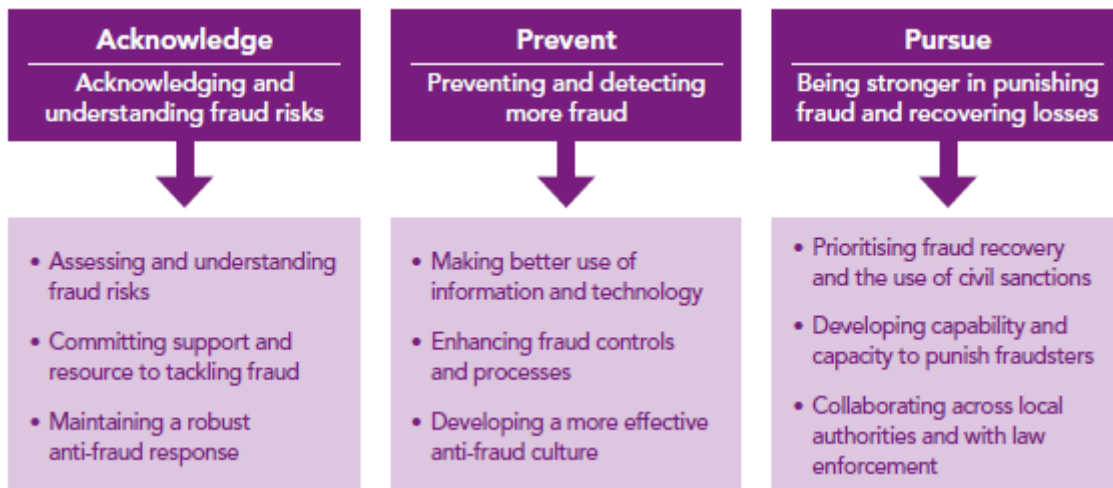 Acknowledge
Acknowledging and
understanding fraud risks
• Assessing and understanding
fraud risks
• Committing support and
resource to tackling fraud
• Maintaining a robust
anti-fraud response
Prevent
Preventing and detecting
more fraud
• Making better use of
information and technology
• Enhancing fraud controls
and processes
• Developing a more effective
anti-fraud culture
Pursue
Being stronger in punishing
fraud and recovering losses
• Prioritising fraud recovery
and the use of civil sanctions
• Developing capability and
capacity to punish fraudsters
• Collaborating across local
authorities and with law
enforcement